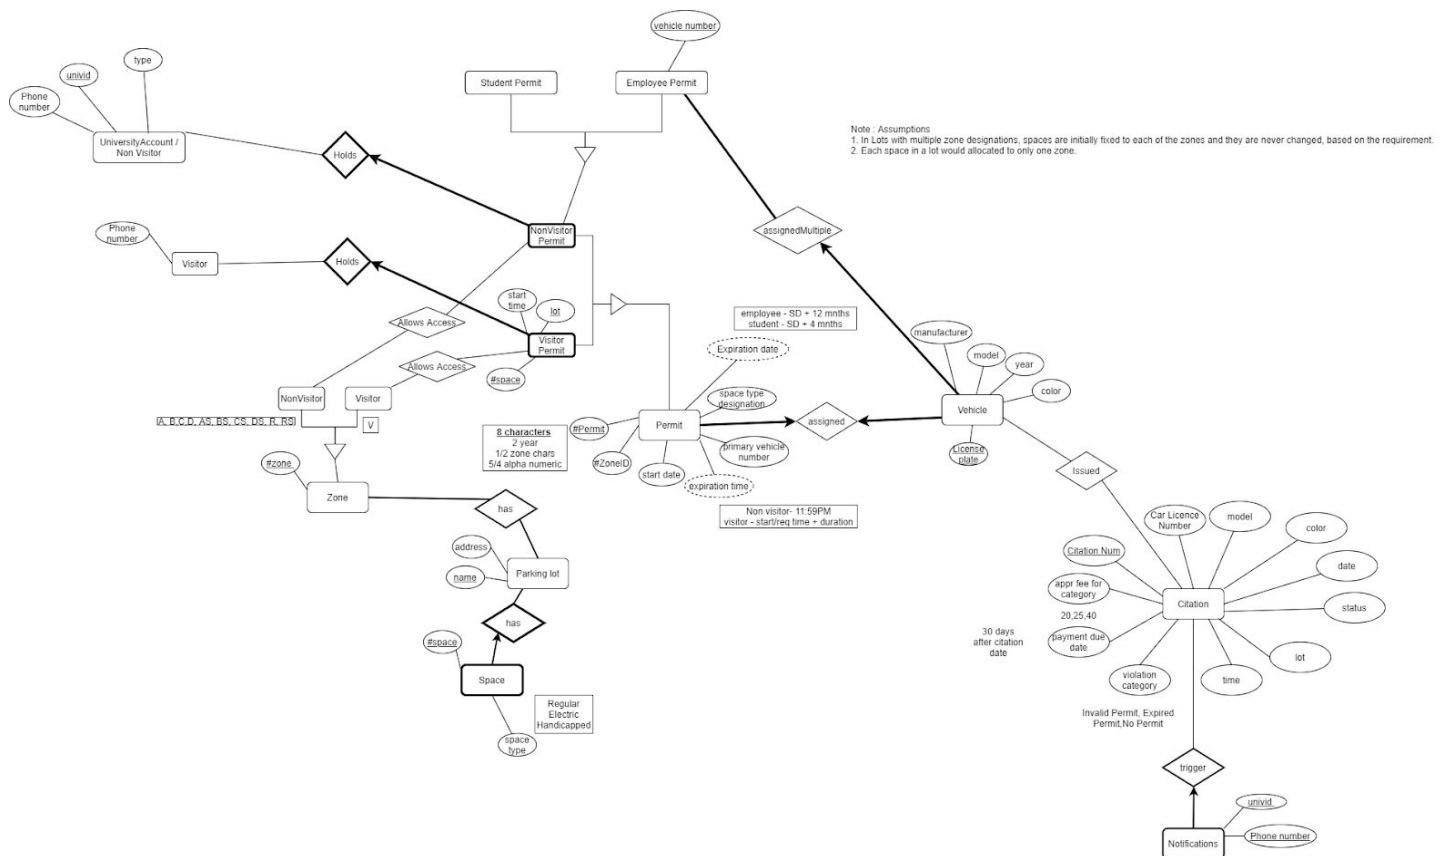 vehicle number
type
univid
Phone
number
Student Permit
Employee Permit
UniversityAccount /
Non Visitor
Holds
Note : Assumptions
1. In Lots with multiple zone designations, spaces are initially fixed to each of the zones and they are never changed, based on the requirement.
2. Each space in a lot would allocated to only one zone.
NonVisitor
Permit
assignedMultiple
Phone
number
Visitor
Holds
start
time
lot
Allows Access
Visitor
Permit
employee - SD + 12 mnths
student - SD + 4 mnths
manufacturer
Expiration date
model
year
color
Allows Access
#space
NonVisitor
Visitor
A, B,C,D, AS, BS, CS, DS, R, RS
V
space type
designation
Vehicle
#Permit
Permit
assigned
8 characters
2 year
1/2 zone chars
5/4 alpha numeric
primary vehicle
number
License
plate
#zone
#ZoneID
start date
expiration time
Issued
Zone
has
Non visitor- 11:59PM
visitor - start/req time + duration
Car Licence
Number
model
color
address
name
Parking lot
Citation Num
date
appr fee for
category
Citation
status
20,25,40
has
#space
30 days
after citation
date
payment due
date
lot
Space
violation
category
time
Regular
Electric
Handicapped
Invalid Permit, Expired
Permit,No Permit
space
type
trigger
univid
Phone number
Notifications